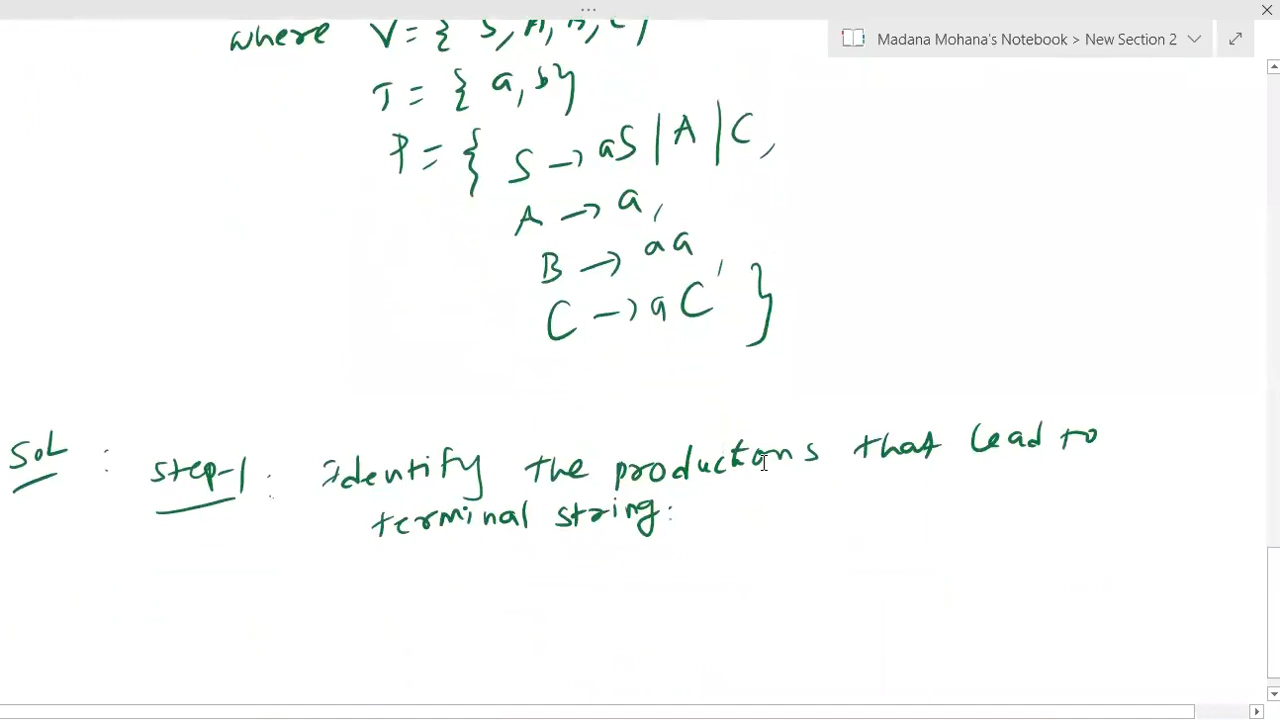 Madana Mohana's Notebook > New Section 2
where V = { S, A, B, C }
T = { a, b }
P = { S → aS | A | C,
A → a,
B → aa,
C → aC }
Sol : Step-1 : Identify the productions that lead to
terminal string: